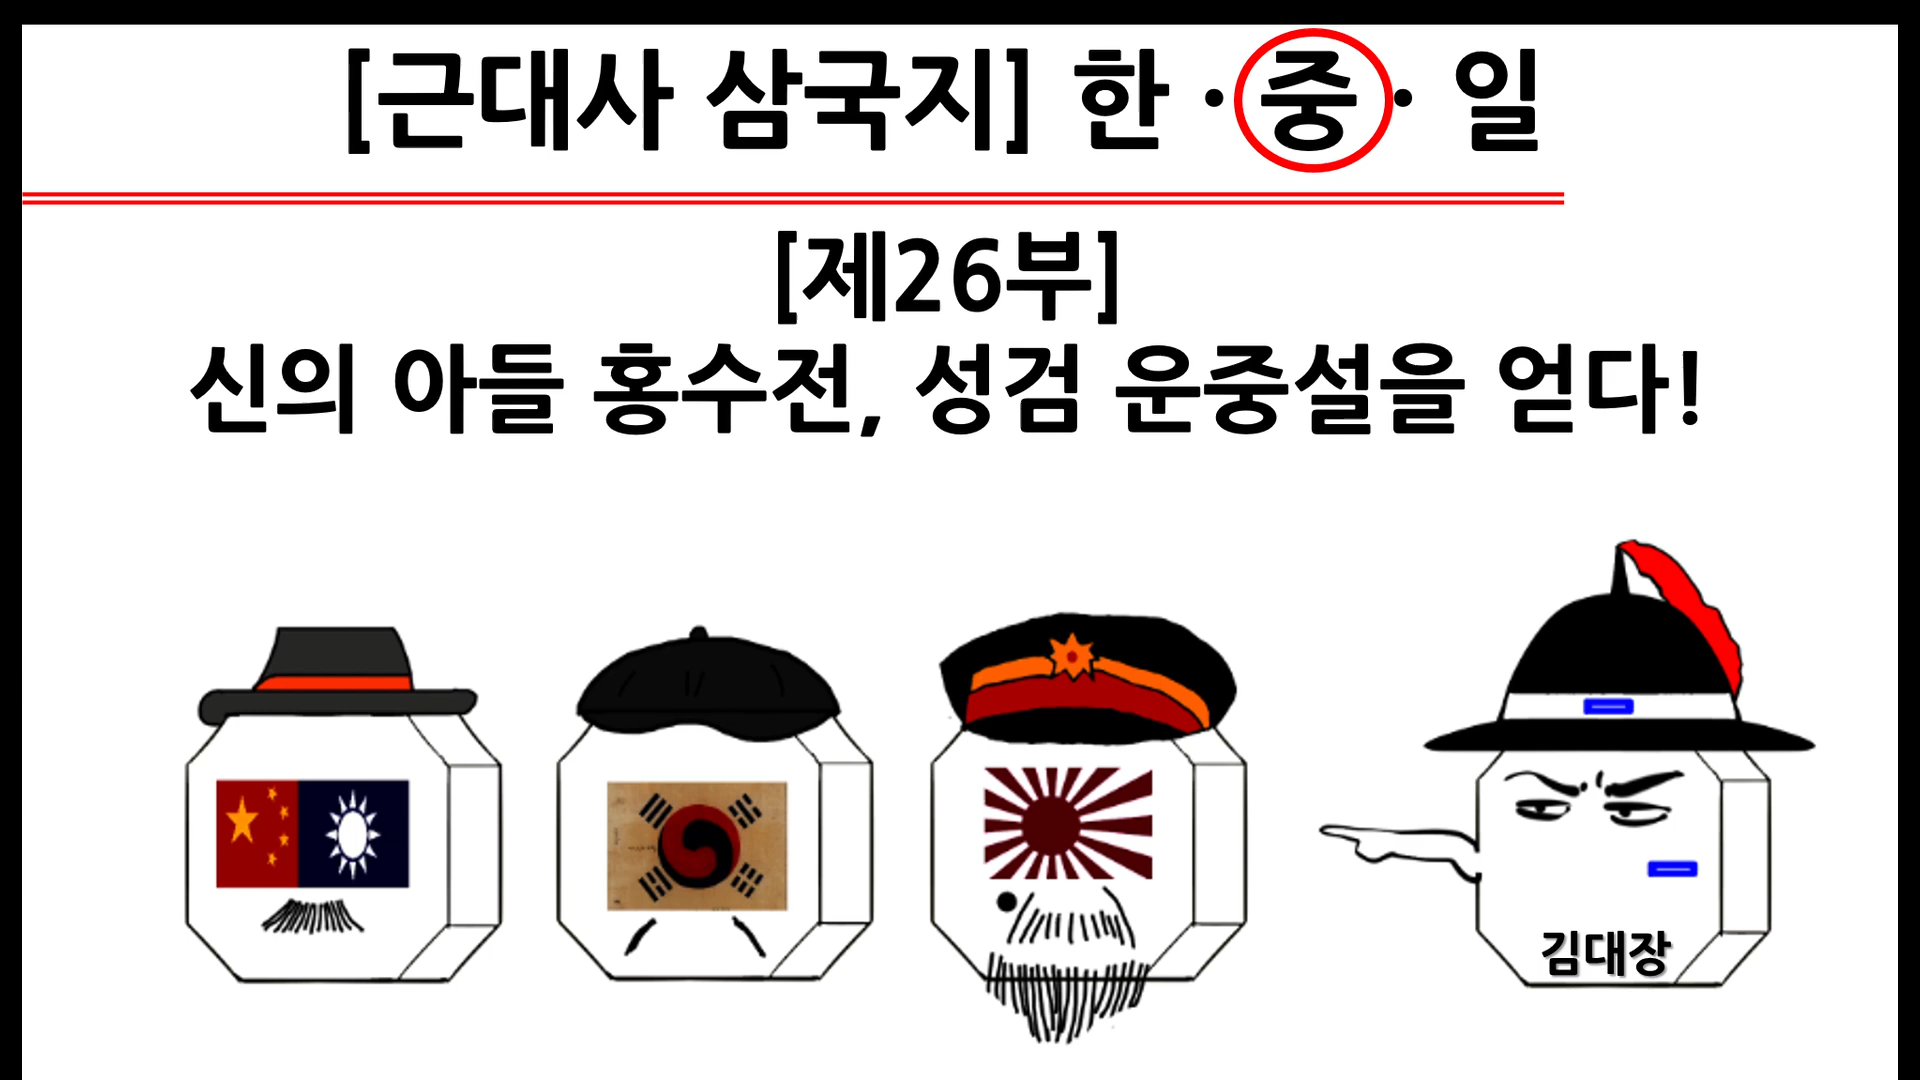 [근대사 삼국지] 한 · 중 · 일
[제26부]
신의 아들 홍수전, 성검 운중설을 얻다!
김대장